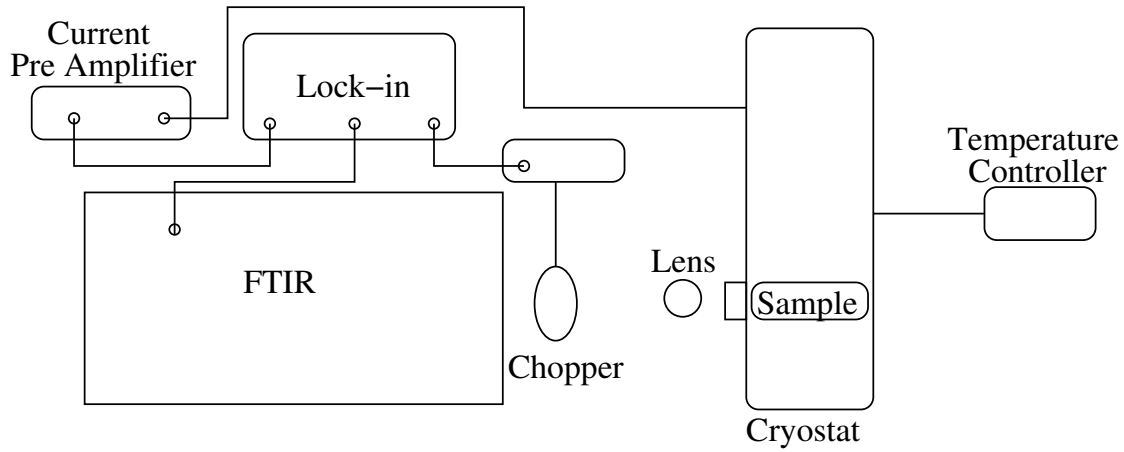 Current
Pre Amplifier
Lock−in
Temperature
Controller
Lens
FTIR
Sample
Chopper
Cryostat